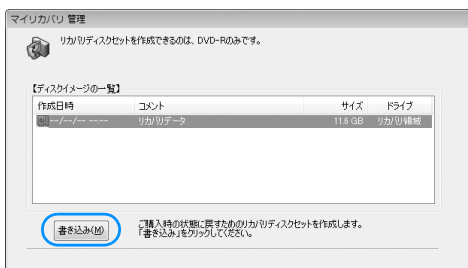 マイリカバリ 管理
リカバリディスクセットを作成できるのは、DVD-Rのみです。
【ディスクイメージの一覧】
作成日時 コメント サイズ ドライブ
--/--/-- --:-- リカバリデータ 11.6 GB リカバリ領域
書き込み(M)
ご購入時の状態に戻すためのリカバリディスクセットを作成します。
「書き込み」をクリックしてください。